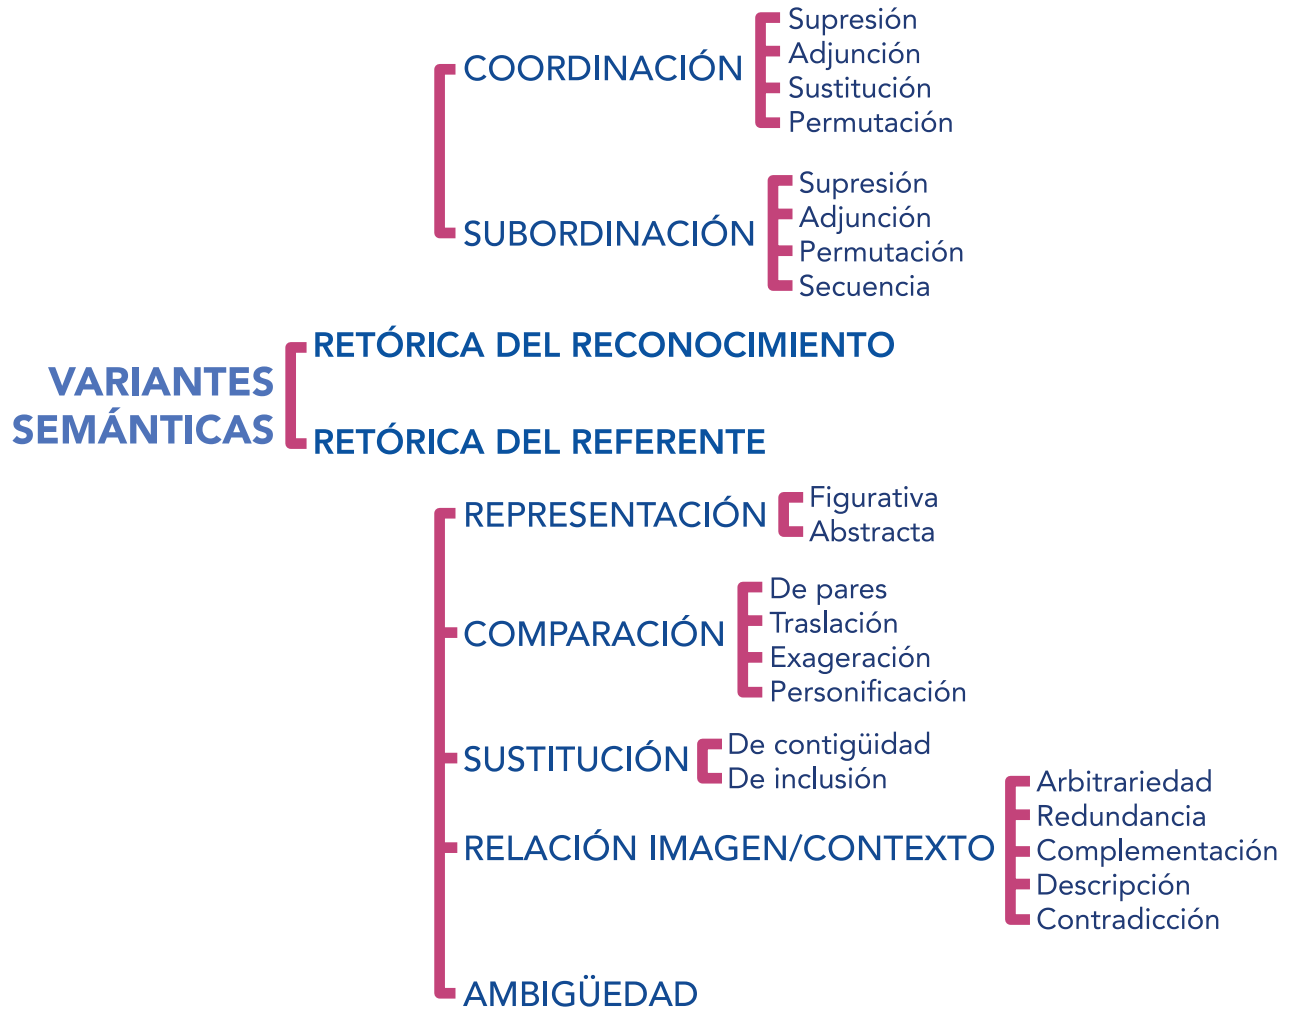 COORDINACIÓN
Supresión
Adjunción
Sustitución
Permutación
SUBORDINACIÓN
Supresión
Adjunción
Permutación
Secuencia
VARIANTES
SEMÁNTICAS
RETÓRICA DEL RECONOCIMIENTO
RETÓRICA DEL REFERENTE
REPRESENTACIÓN
Figurativa
Abstracta
COMPARACIÓN
De pares
Traslación
Exageración
Personificación
SUSTITUCIÓN
De contigüidad
De inclusión
RELACIÓN IMAGEN/CONTEXTO
Arbitrariedad
Redundancia
Complementación
Descripción
Contradicción
AMBIGÜEDAD